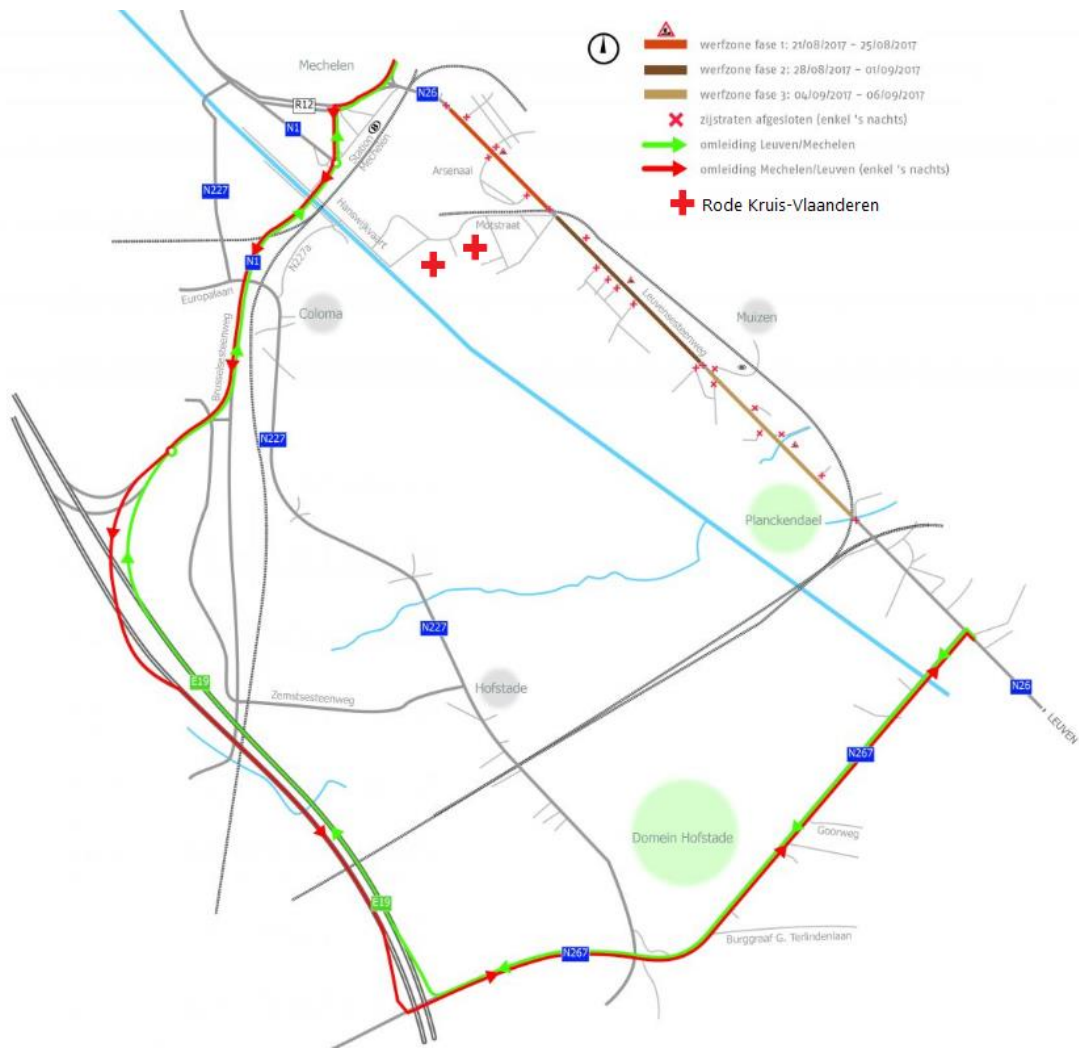 werfzone fase 1: 21/08/2017 - 25/08/2017
werfzone fase 2: 28/08/2017 - 01/09/2017
werfzone fase 3: 04/09/2017 - 06/09/2017
zijstraten afgesloten (enkel 's nachts)
omleiding Leuven/Mechelen
omleiding Mechelen/Leuven (enkel 's nachts)
Rode Kruis-Vlaanderen
Mechelen
N26
R12
N1
Station
Mechelen
Arsenaal
N227
Hanswijkvaart
Motstraat
N227a
N1
Europalaan
Coloma
Leuvensesteenweg
Muizen
Brusselsesteenweg
N227
Planckendael
N227
E19
Zemstsesteenweg
Hofstade
N26
LEUVEN
N267
Domein Hofstade
Goorweg
E19
Burggraaf G. Terlindenlaan
N267